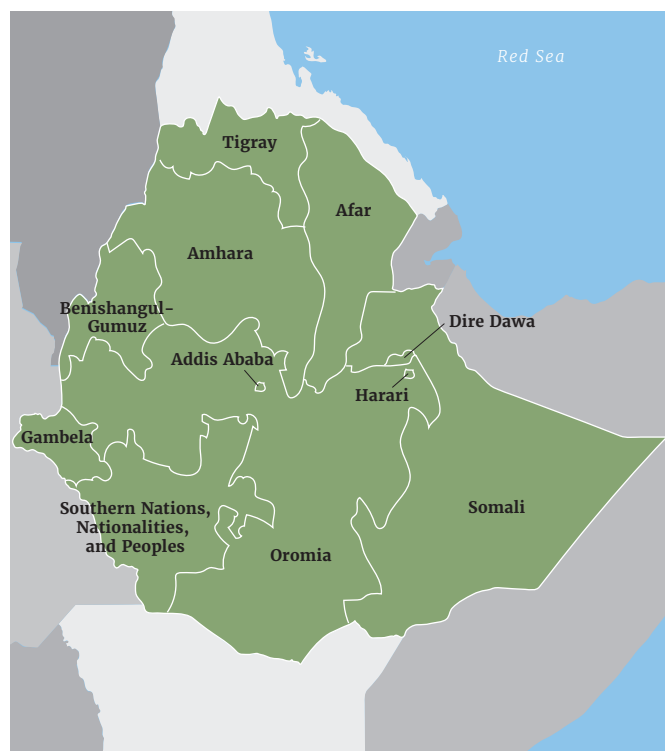 Red Sea
Tigray
Afar
Amhara
Benishangul-
Gumuz
Dire Dawa
Addis Ababa
Harari
Gambela
Southern Nations,
Nationalities,
and Peoples
Somali
Oromia